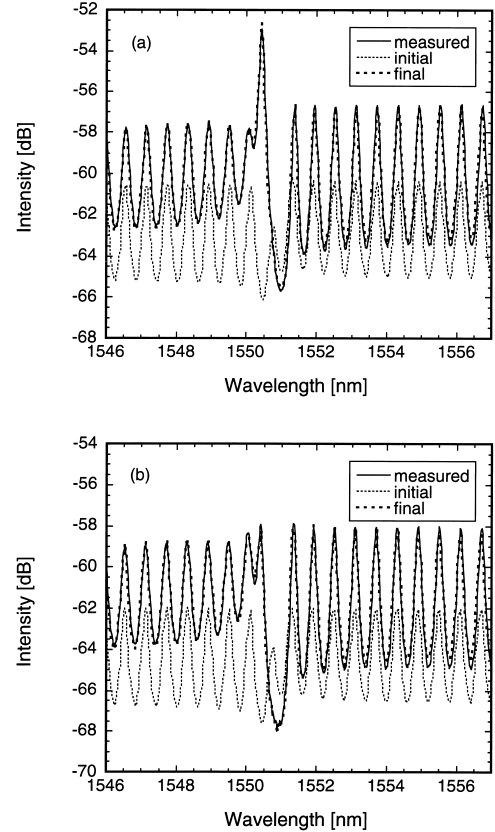 -52
-54
-56
-58
-60
-62
-64
-66
-68
Intensity [dB]
(a)
measured
initial
final
1546
1548
1550
1552
1554
1556
Wavelength [nm]
-54
-56
-58
-60
-62
-64
-66
-68
-70
Intensity [dB]
(b)
measured
initial
final
1546
1548
1550
1552
1554
1556
Wavelength [nm]